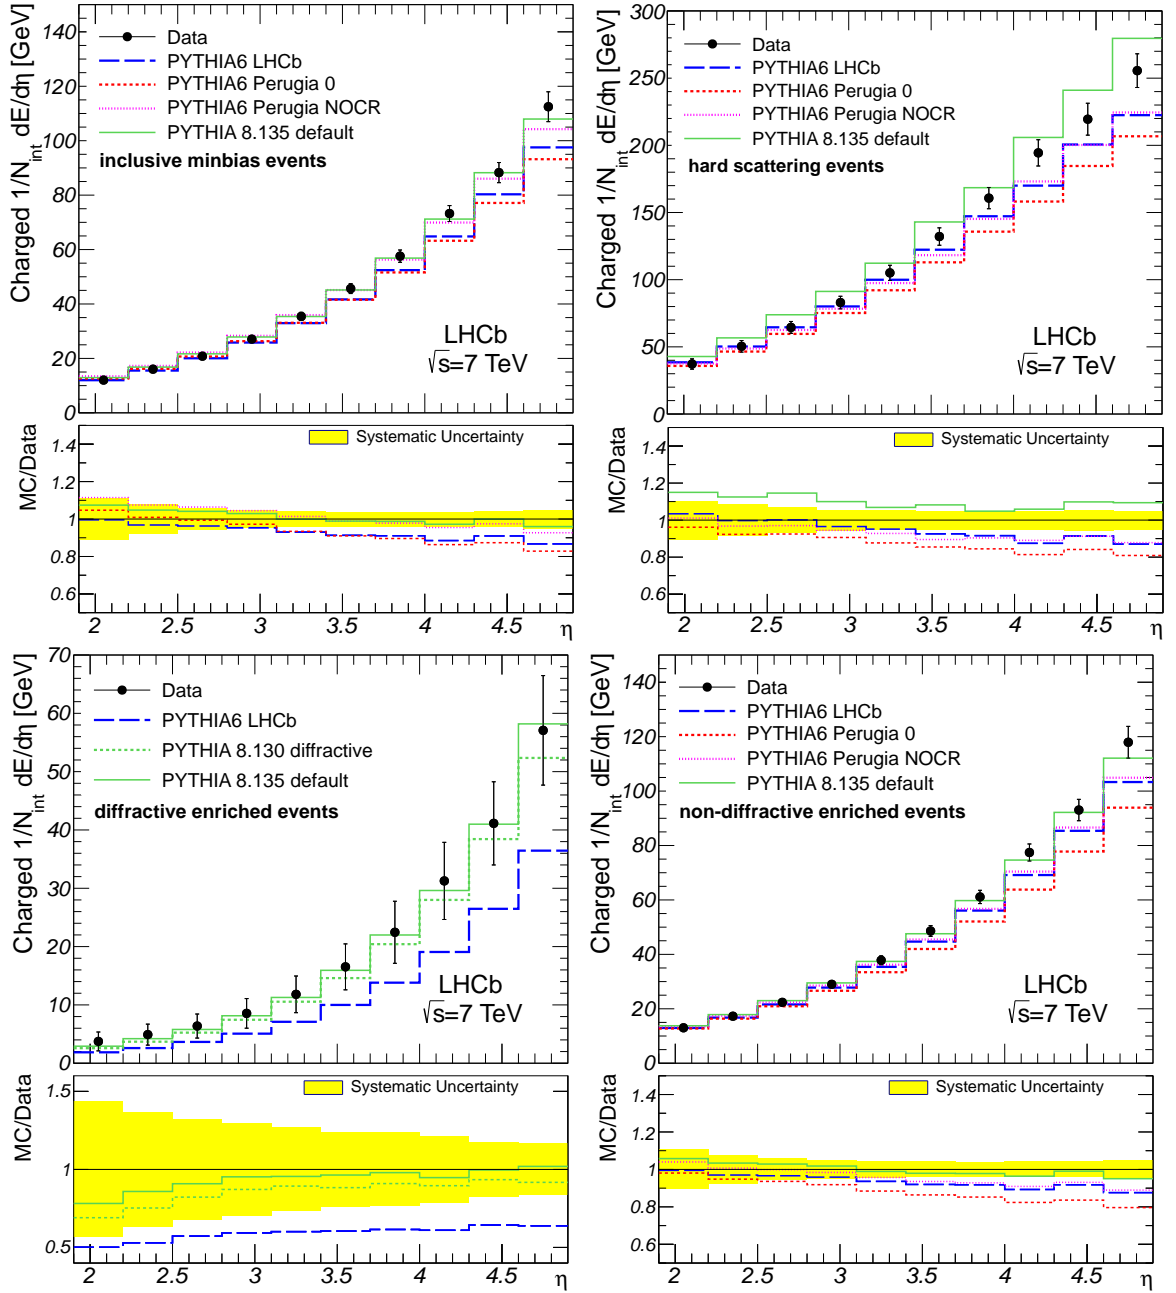 Charged 1/N_int dE/dη [GeV]
140
120
100
80
60
40
20
0
Data
PYTHIA6 LHCb
PYTHIA6 Perugia 0
PYTHIA6 Perugia NOCR
PYTHIA 8.135 default
inclusive minbias events
LHCb
√s=7 TeV
MC/Data
1.4
1.2
1
0.8
0.6
Systematic Uncertainty
2 2.5 3 3.5 4 4.5 η
Charged 1/N_int dE/dη [GeV]
300
250
200
150
100
50
0
Data
PYTHIA6 LHCb
PYTHIA6 Perugia 0
PYTHIA6 Perugia NOCR
PYTHIA 8.135 default
hard scattering events
LHCb
√s=7 TeV
MC/Data
1.4
1.2
1
0.8
0.6
Systematic Uncertainty
2 2.5 3 3.5 4 4.5 η
Charged 1/N_int dE/dη [GeV]
70
60
50
40
30
20
10
0
Data
PYTHIA6 LHCb
PYTHIA 8.130 diffractive
PYTHIA 8.135 default
diffractive enriched events
LHCb
√s=7 TeV
MC/Data
1.5
1
0.5
Systematic Uncertainty
2 2.5 3 3.5 4 4.5 η
Charged 1/N_int dE/dη [GeV]
140
120
100
80
60
40
20
0
Data
PYTHIA6 LHCb
PYTHIA6 Perugia 0
PYTHIA6 Perugia NOCR
PYTHIA 8.135 default
non-diffractive enriched events
LHCb
√s=7 TeV
MC/Data
1.4
1.2
1
0.8
0.6
Systematic Uncertainty
2 2.5 3 3.5 4 4.5 η